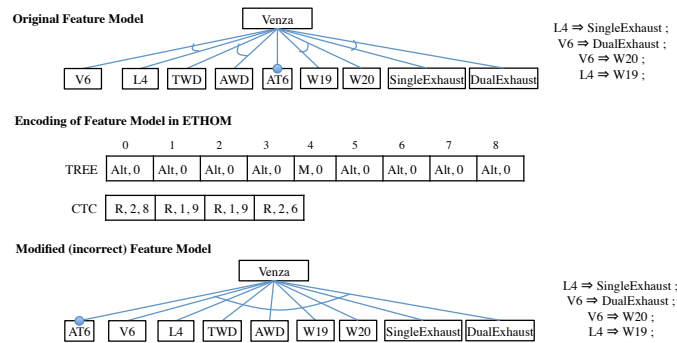 Original Feature Model
Venza
V6 L4 TWD AWD AT6 W19 W20 SingleExhaust DualExhaust
L4 ⇒ SingleExhaust ;
V6 ⇒ DualExhaust ;
V6 ⇒ W20 ;
L4 ⇒ W19 ;
Encoding of Feature Model in ETHOM
0 1 2 3 4 5 6 7 8
TREE Alt, 0 Alt, 0 Alt, 0 Alt, 0 M, 0 Alt, 0 Alt, 0 Alt, 0 Alt, 0
CTC R, 2, 8 R, 1, 9 R, 1, 9 R, 2, 6
Modified (incorrect) Feature Model
Venza
AT6 V6 L4 TWD AWD W19 W20 SingleExhaust DualExhaust
L4 ⇒ SingleExhaust ;
V6 ⇒ DualExhaust ;
V6 ⇒ W20 ;
L4 ⇒ W19 ;